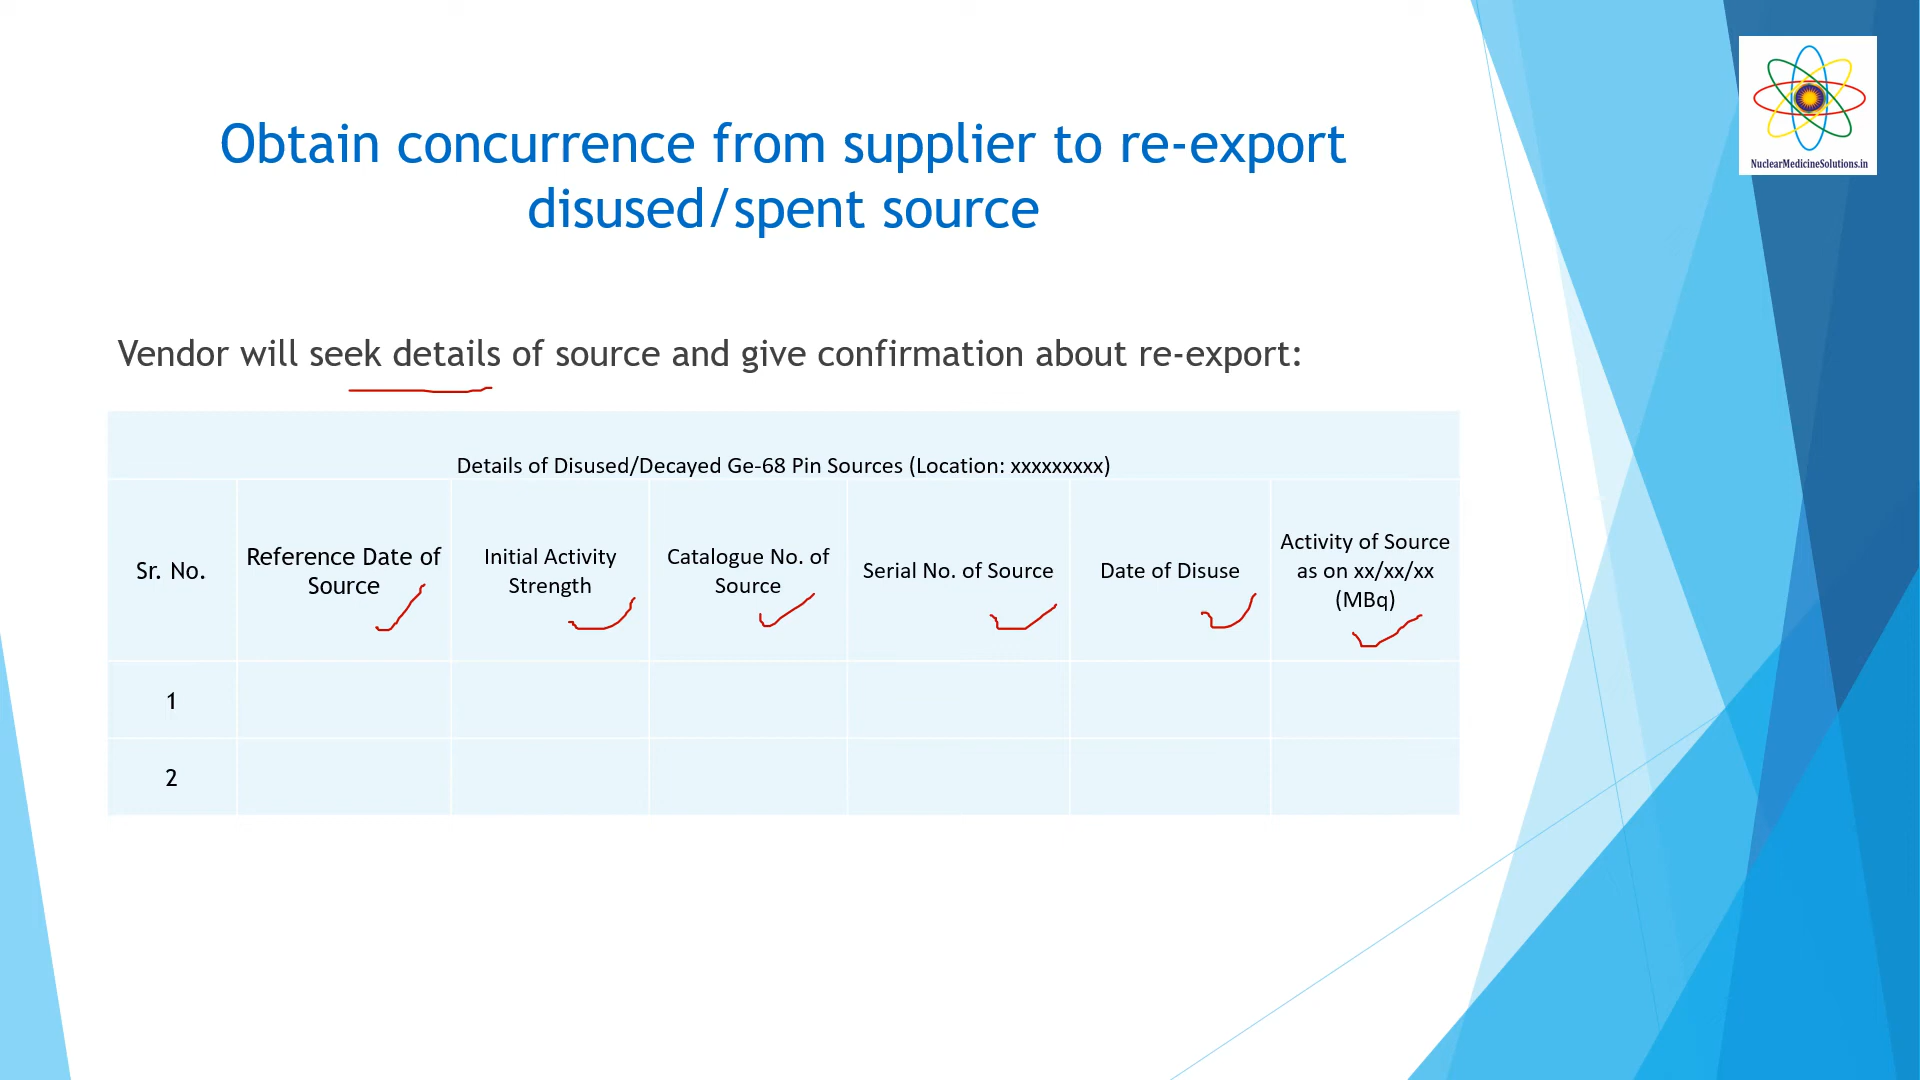 NuclearMedicineSolutions.in
Obtain concurrence from supplier to re-export
disused/spent source
Vendor will seek details of source and give confirmation about re-export:
Details of Disused/Decayed Ge-68 Pin Sources (Location: xxxxxxxxx)
Sr. No.
Reference Date of
Source
Initial Activity
Strength
Catalogue No. of
Source
Serial No. of Source
Date of Disuse
Activity of Source
as on xx/xx/xx
(MBq)
1
2